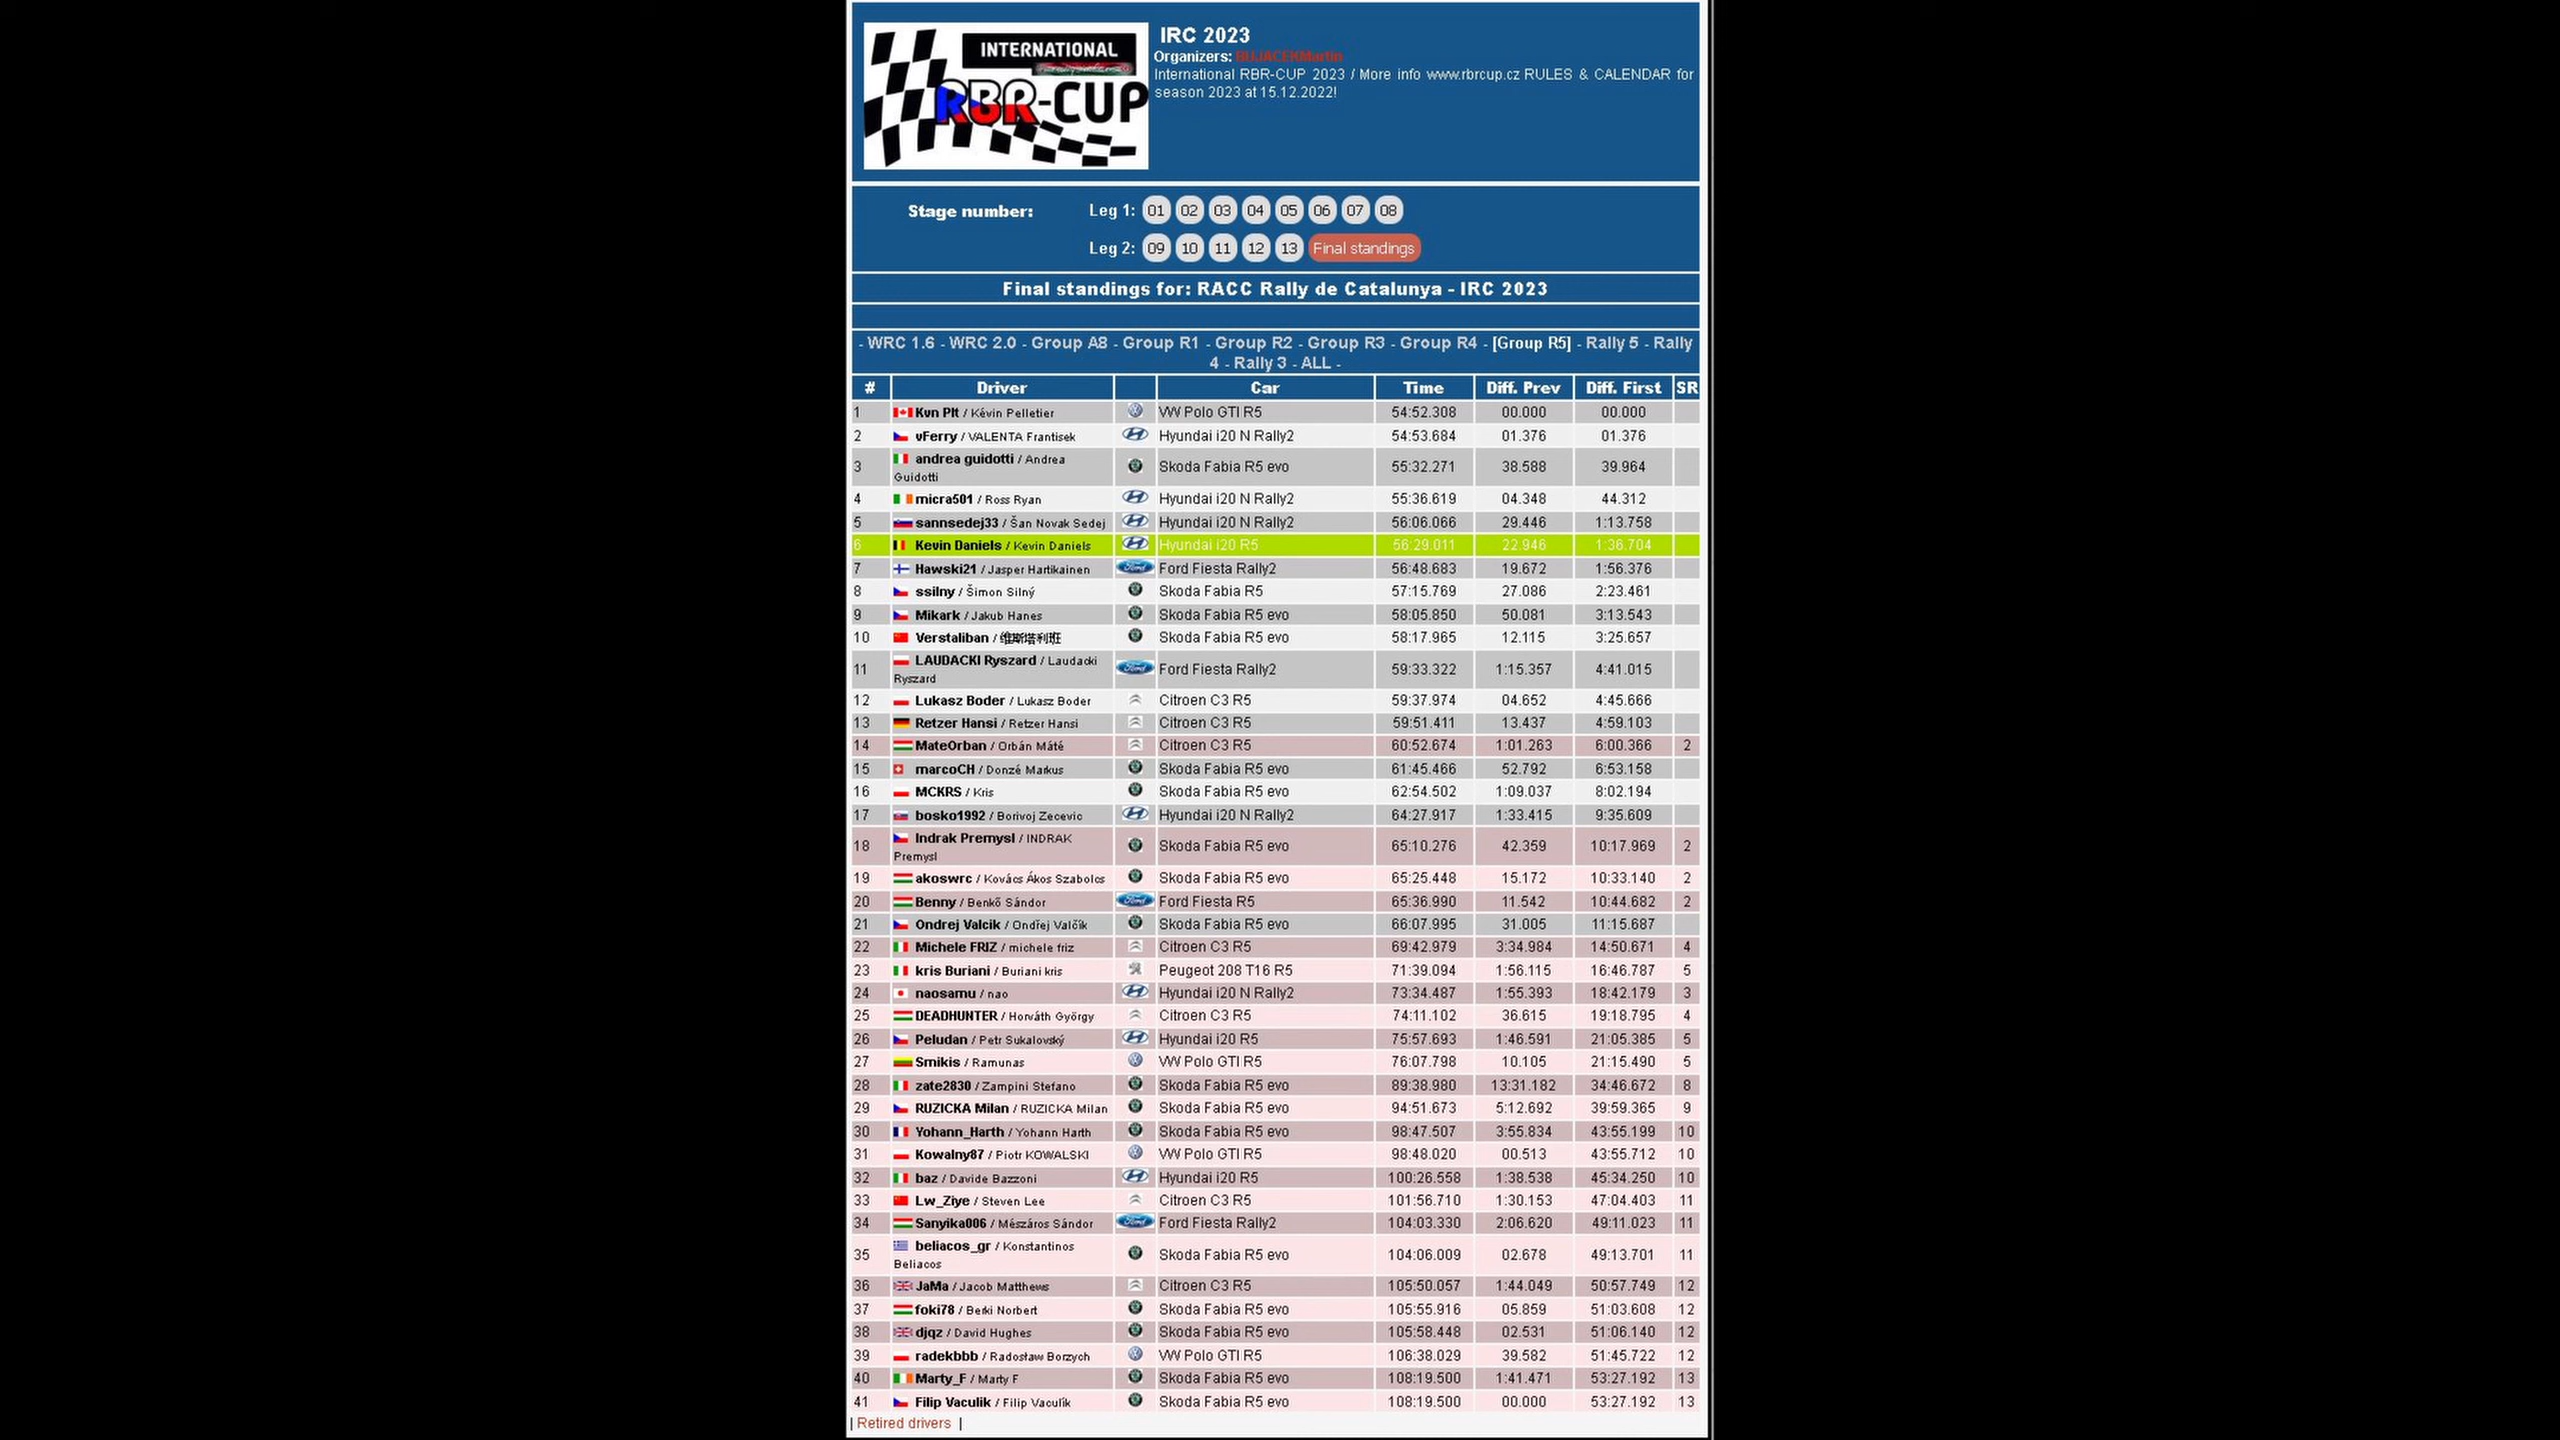 INTERNATIONAL
RBR-CUP
IRC 2023
Organizers: BUJACEKMartin
International RBR-CUP 2023 / More info www.rbrcup.cz RULES & CALENDAR for
season 2023 at 15.12.2022!
Stage number: Leg 1: 01 02 03 04 05 06 07 08
Leg 2: 09 10 11 12 13 Final standings
Final standings for: RACC Rally de Catalunya - IRC 2023
- WRC 1.6 - WRC 2.0 - Group A8 - Group R1 - Group R2 - Group R3 - Group R4 - [Group R5] - Rally 5 - Rally
4 - Rally 3 - ALL -
# Driver Car Time Diff. Prev Diff. First SR
1 Kvn Plt / Kévin Pelletier VW Polo GTI R5 54:52.308 00.000 00.000
2 vFerry / VALENTA Frantisek Hyundai i20 N Rally2 54:53.684 01.376 01.376
3 andrea guidotti / Andrea
Guidotti Skoda Fabia R5 evo 55:32.271 38.588 39.964
4 micra501 / Ross Ryan Hyundai i20 N Rally2 55:36.619 04.348 44.312
5 sannsedej33 / Šan Novak Sedej Hyundai i20 N Rally2 56:06.066 29.446 1:13.758
6 Kevin Daniels / Kevin Daniels Hyundai i20 R5 56:29.011 22.946 1:36.704
7 Hawski21 / Jasper Hartikainen Ford Fiesta Rally2 56:48.683 19.672 1:56.376
8 ssilny / Šimon Silný Skoda Fabia R5 57:15.769 27.086 2:23.461
9 Mikark / Jakub Hanes Skoda Fabia R5 evo 58:05.850 50.081 3:13.543
10 Verstaliban / 维斯塔利班 Skoda Fabia R5 evo 58:17.965 12.115 3:25.657
11 LAUDACKI Ryszard / Laudacki
Ryszard Ford Fiesta Rally2 59:33.322 1:15.357 4:41.015
12 Lukasz Boder / Lukasz Boder Citroen C3 R5 59:37.974 04.652 4:45.666
13 Retzer Hansi / Retzer Hansi Citroen C3 R5 59:51.411 13.437 4:59.103
14 MateOrban / Orbán Máté Citroen C3 R5 60:52.674 1:01.263 6:00.366 2
15 marcoCH / Donzé Markus Skoda Fabia R5 evo 61:45.466 52.792 6:53.158
16 MCKRS / Kris Skoda Fabia R5 evo 62:54.502 1:09.037 8:02.194
17 bosko1992 / Borivoj Zecevic Hyundai i20 N Rally2 64:27.917 1:33.415 9:35.609
18 Indrak Premysl / INDRAK
Premysl Skoda Fabia R5 evo 65:10.276 42.359 10:17.969 2
19 akoswrc / Kovács Ákos Szabolcs Skoda Fabia R5 evo 65:25.448 15.172 10:33.140 2
20 Benny / Benkő Sándor Ford Fiesta R5 65:36.990 11.542 10:44.682 2
21 Ondrej Valcik / Ondřej Valčík Skoda Fabia R5 evo 66:07.995 31.005 11:15.687
22 Michele FRIZ / michele friz Citroen C3 R5 69:42.979 3:34.984 14:50.671 4
23 kris Buriani / Buriani kris Peugeot 208 T16 R5 71:39.094 1:56.115 16:46.787 5
24 naosamu / nao Hyundai i20 N Rally2 73:34.487 1:55.393 18:42.179 3
25 DEADHUNTER / Horváth György Citroen C3 R5 74:11.102 36.615 19:18.795 4
26 Peludan / Petr Sukalovský Hyundai i20 R5 75:57.693 1:46.591 21:05.385 5
27 Smikis / Ramunas VW Polo GTI R5 76:07.798 10.105 21:15.490 5
28 zate2830 / Zampini Stefano Skoda Fabia R5 evo 89:38.980 13:31.182 34:46.672 8
29 RUZICKA Milan / RUZICKA Milan Skoda Fabia R5 evo 94:51.673 5:12.692 39:59.365 9
30 Yohann_Harth / Yohann Harth Skoda Fabia R5 evo 98:47.507 3:55.834 43:55.199 10
31 Kowalny87 / Piotr KOWALSKI VW Polo GTI R5 98:48.020 00.513 43:55.712 10
32 baz / Davide Bazzoni Hyundai i20 R5 100:26.558 1:38.538 45:34.250 10
33 Lw_Ziye / Steven Lee Citroen C3 R5 101:56.710 1:30.153 47:04.403 11
34 Sanyika006 / Mészáros Sándor Ford Fiesta Rally2 104:03.330 2:06.620 49:11.023 11
35 beliacos_gr / Konstantinos
Beliacos Skoda Fabia R5 evo 104:06.009 02.678 49:13.701 11
36 JaMa / Jacob Matthews Citroen C3 R5 105:50.057 1:44.049 50:57.749 12
37 foki78 / Berki Norbert Skoda Fabia R5 evo 105:55.916 05.859 51:03.608 12
38 djqz / David Hughes Skoda Fabia R5 evo 105:58.448 02.531 51:06.140 12
39 radekbbb / Radosław Borzych VW Polo GTI R5 106:38.029 39.582 51:45.722 12
40 Marty_F / Marty F Skoda Fabia R5 evo 108:19.500 1:41.471 53:27.192 13
41 Filip Vaculik / Filip Vaculík Skoda Fabia R5 evo 108:19.500 00.000 53:27.192 13
| Retired drivers |